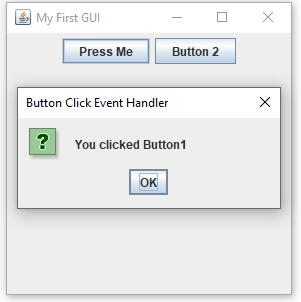 My First GUI
Press Me Button 2
Button Click Event Handler
? You clicked Button1
OK